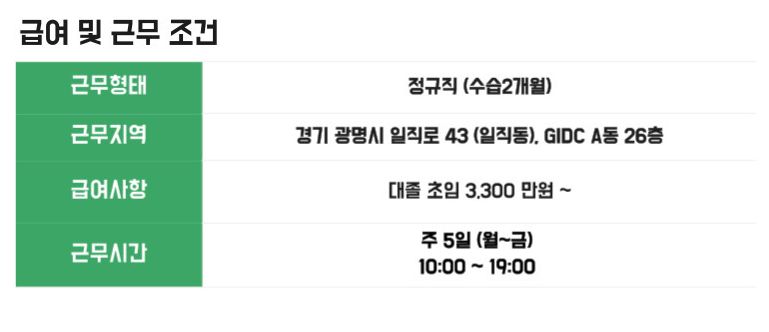 급여 및 근무 조건
근무형태
정규직 (수습2개월)
근무지역
경기 광명시 일직로 43 (일직동), GIDC A동 26층
급여사항
대졸 초임 3,300 만원 ~
근무시간
주 5일 (월~금)
10:00 ~ 19:00